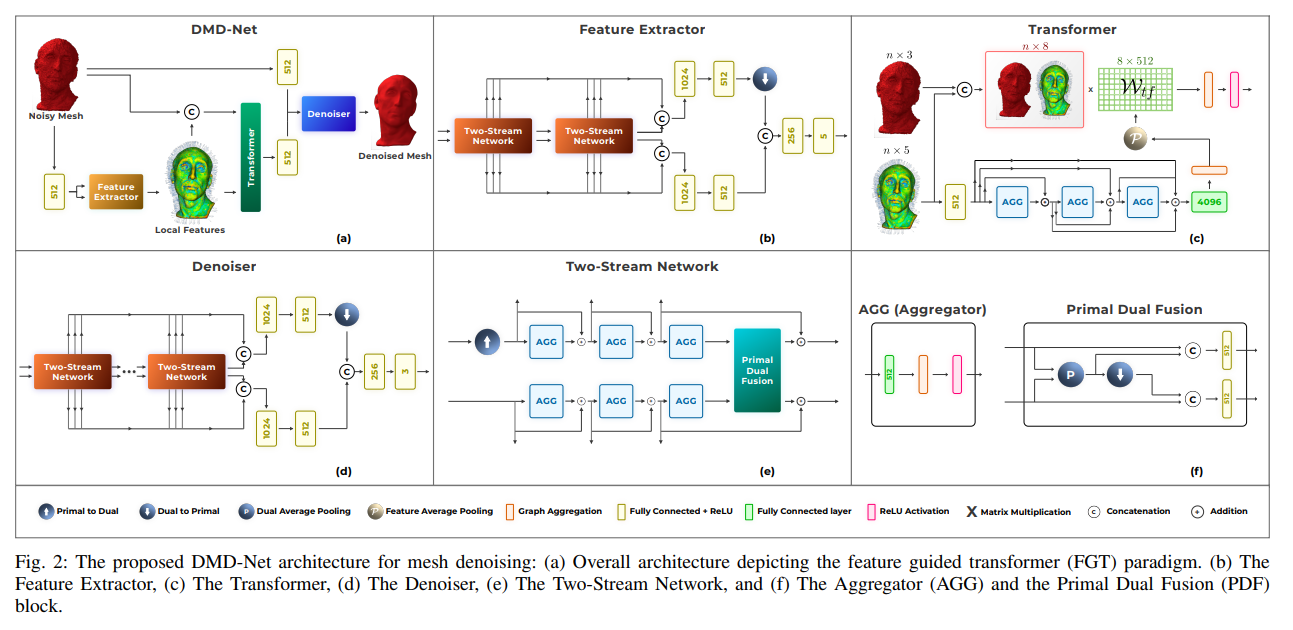 DMD-Net
Noisy Mesh
512
Feature
Extractor
C
Local Features
Transformer
512
512
Denoiser
Denoised Mesh
(a)
Feature Extractor
Two-Stream
Network
Two-Stream
Network
C
C
1024
512
1024
512
C
256
5
(b)
Transformer
n × 3
n × 5
C
n × 8
x
8 × 512
W_tf
P
512
AGG
AGG
AGG
4096
(c)
Denoiser
Two-Stream
Network
Two-Stream
Network
C
C
1024
512
1024
512
C
256
3
(d)
Two-Stream Network
AGG
AGG
AGG
AGG
AGG
AGG
Primal
Dual
Fusion
(e)
AGG (Aggregator)
512
Primal Dual Fusion
P
C
C
512
512
(f)
Primal to Dual
Dual to Primal
P Dual Average Pooling
P Feature Average Pooling
Graph Aggregation
Fully Connected + ReLU
Fully Connected layer
ReLU Activation
X Matrix Multiplication
C Concatenation
+ Addition
Fig. 2: The proposed DMD-Net architecture for mesh denoising: (a) Overall architecture depicting the feature guided transformer (FGT) paradigm. (b) The
Feature Extractor, (c) The Transformer, (d) The Denoiser, (e) The Two-Stream Network, and (f) The Aggregator (AGG) and the Primal Dual Fusion (PDF)
block.